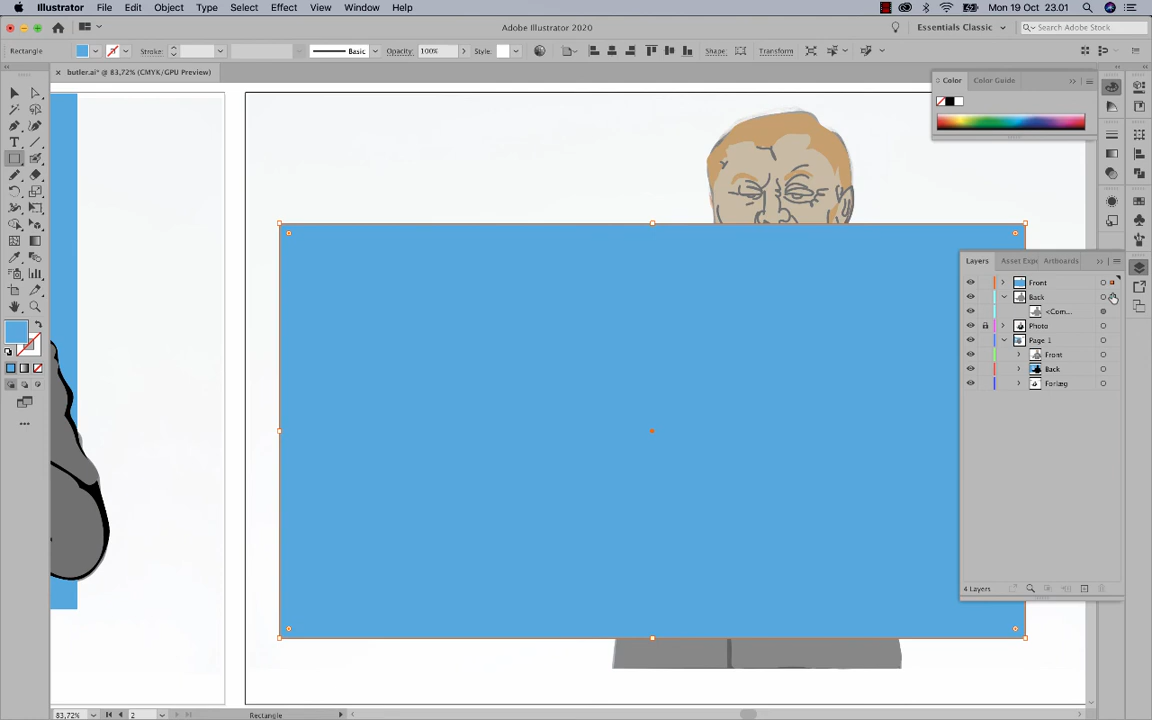 Illustrator File Edit Object Type Select Effect View Window Help Mon 19 Oct 23.01
Adobe Illustrator 2020 Essentials Classic Search Adobe Stock
Rectangle Stroke: Basic Opacity: 100% Style: Shape: Transform
× butler.ai* @ 83,72% (CMYK/GPU Preview)
Color Color Guide
Layers Asset Expo Artboards
Front
Back
<Com...
Photo
Page 1
Front
Back
Forlæg
4 Layers
83,72% 2 Rectangle